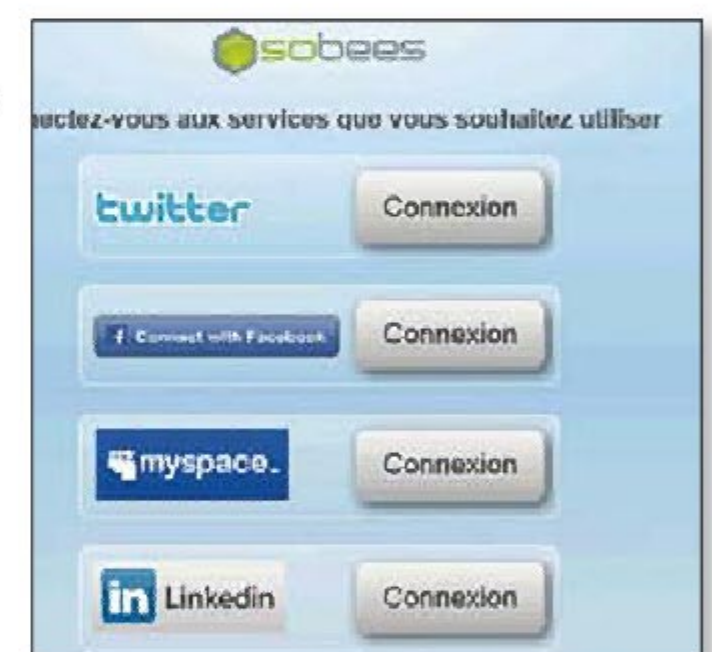 sobees
nectez-vous aux services que vous souhaitez utiliser
twitter Connexion
f Connect with Facebook Connexion
myspace. Connexion
in Linkedin Connexion